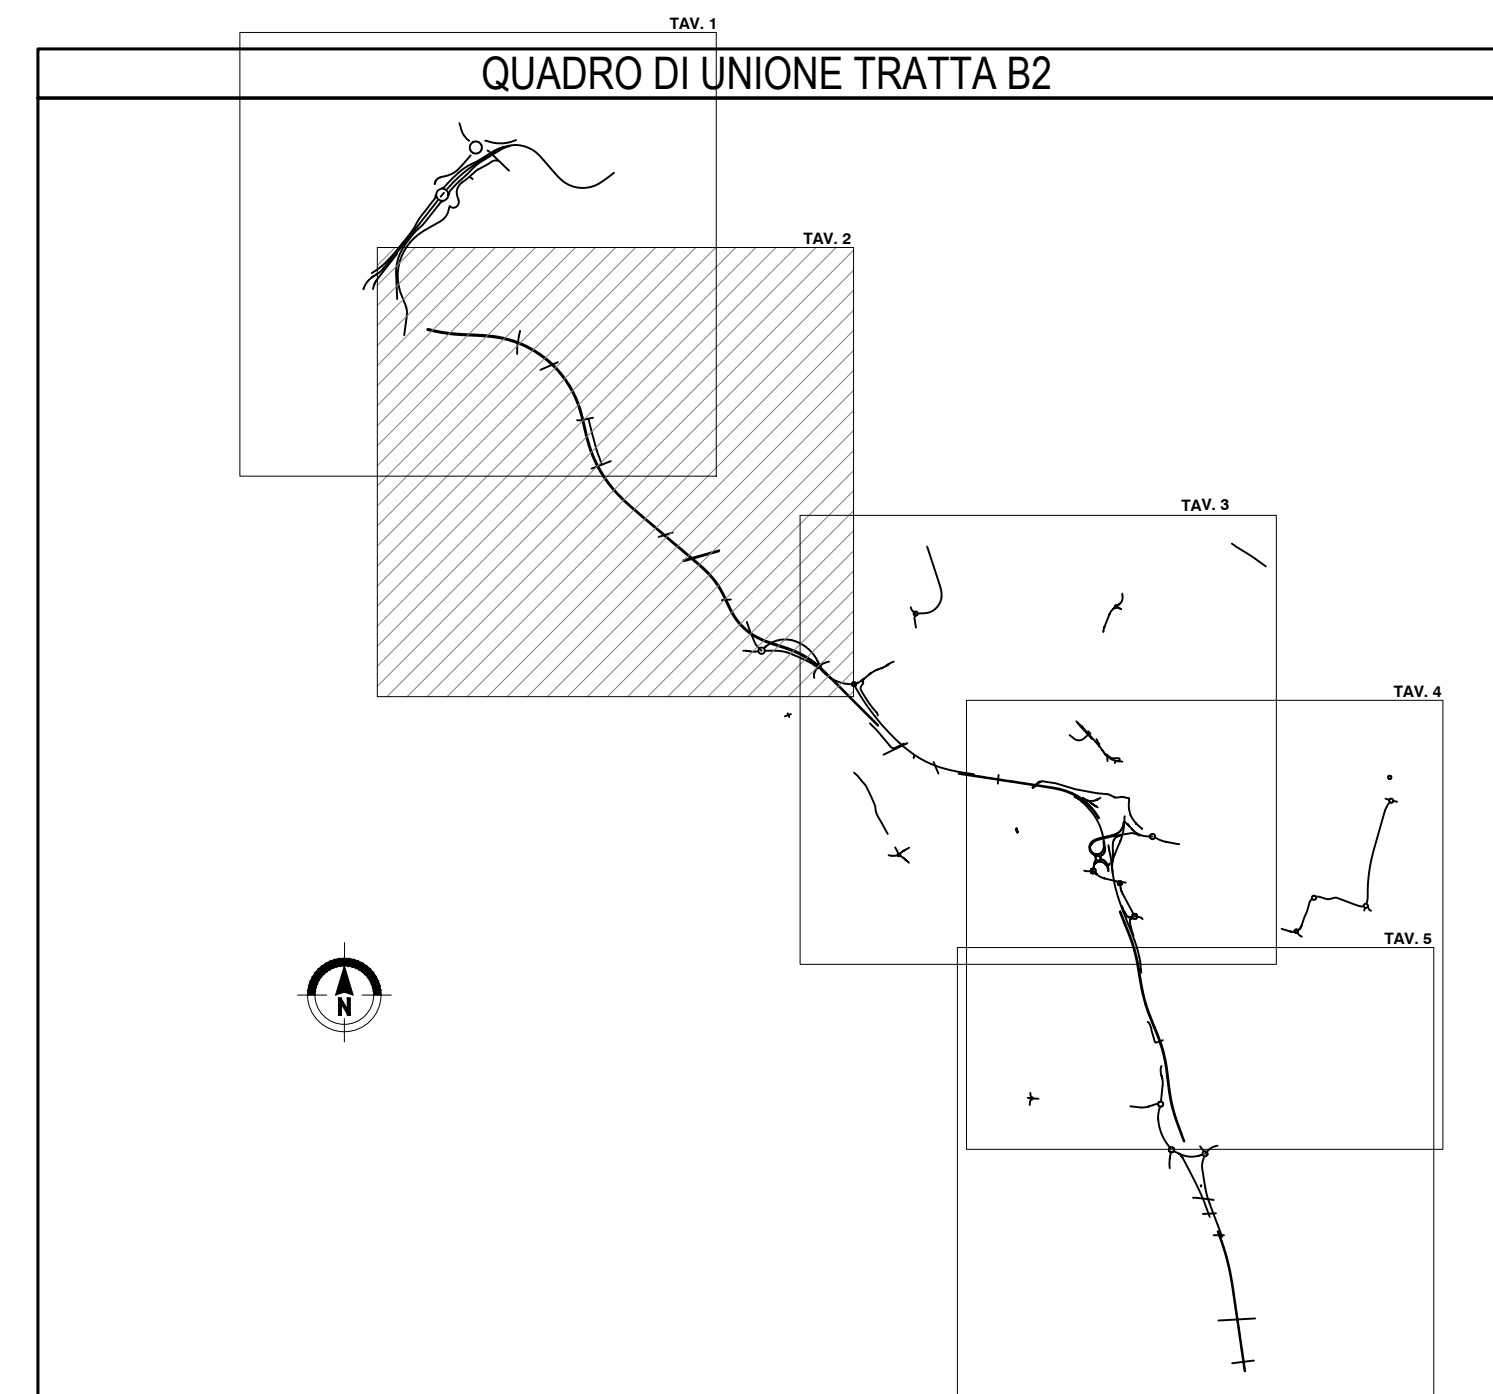 TAV. 1
QUADRO DI UNIONE TRATTA B2
TAV. 2
TAV. 3
TAV. 4
TAV. 5
N